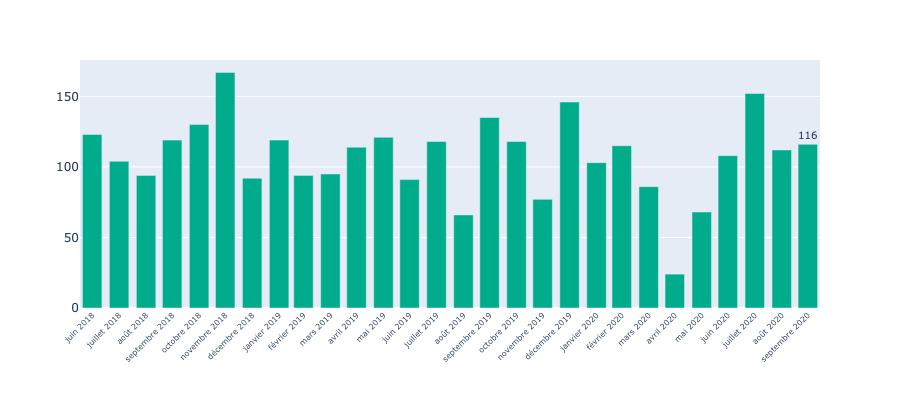 150
100
50
0
116
juin 2018
juillet 2018
août 2018
septembre 2018
octobre 2018
novembre 2018
décembre 2018
janvier 2019
février 2019
mars 2019
avril 2019
mai 2019
juin 2019
juillet 2019
août 2019
septembre 2019
octobre 2019
novembre 2019
décembre 2019
janvier 2020
février 2020
mars 2020
avril 2020
mai 2020
juin 2020
juillet 2020
août 2020
septembre 2020